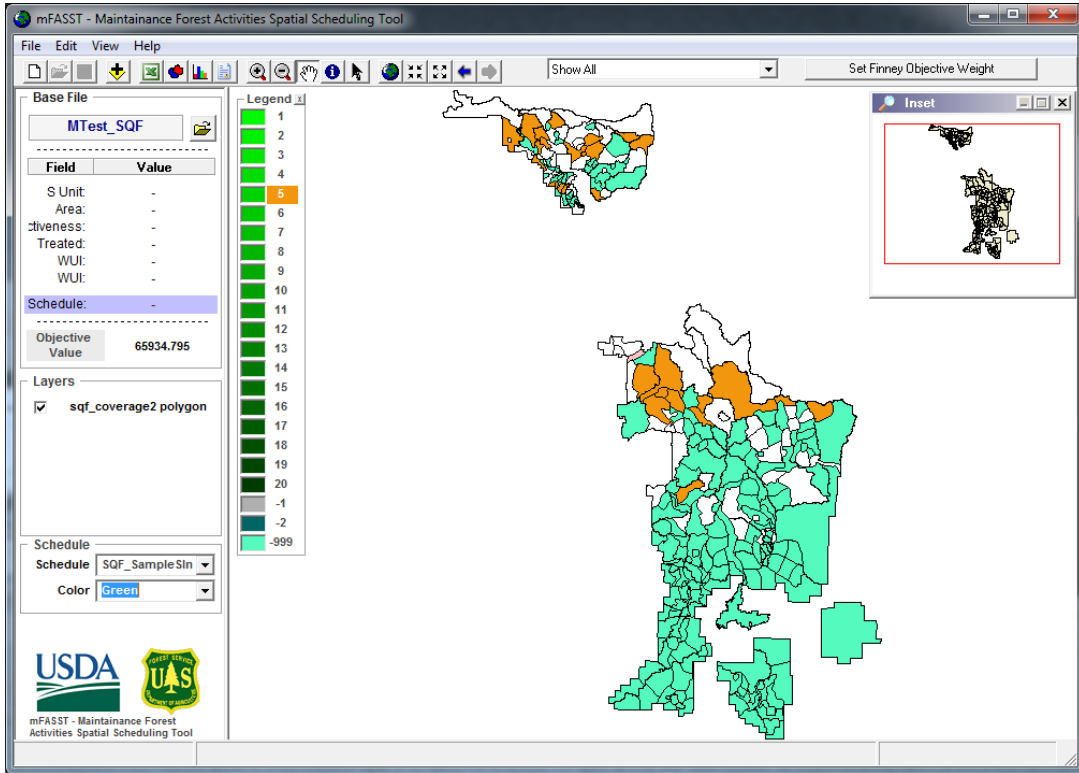 mFASST - Maintainance Forest Activities Spatial Scheduling Tool
File Edit View Help
Show All
Set Finney Objective Weight
Base File
MTest_SQF
Field Value
S Unit: -
Area: -
ctiveness: -
Treated: -
WUI: -
WUI: -
Schedule: -
Objective
Value
65934.795
Layers
sqf_coverage2 polygon
Schedule
Schedule SQF_SampleSIn
Color Green
USDA
FOREST SERVICE
UAS
DEPARTMENT OF AGRICULTURE
mFASST - Maintainance Forest
Activities Spatial Scheduling Tool
Legend x
1
2
3
4
5
6
7
8
9
10
11
12
13
14
15
16
17
18
19
20
-1
-2
-999
Inset